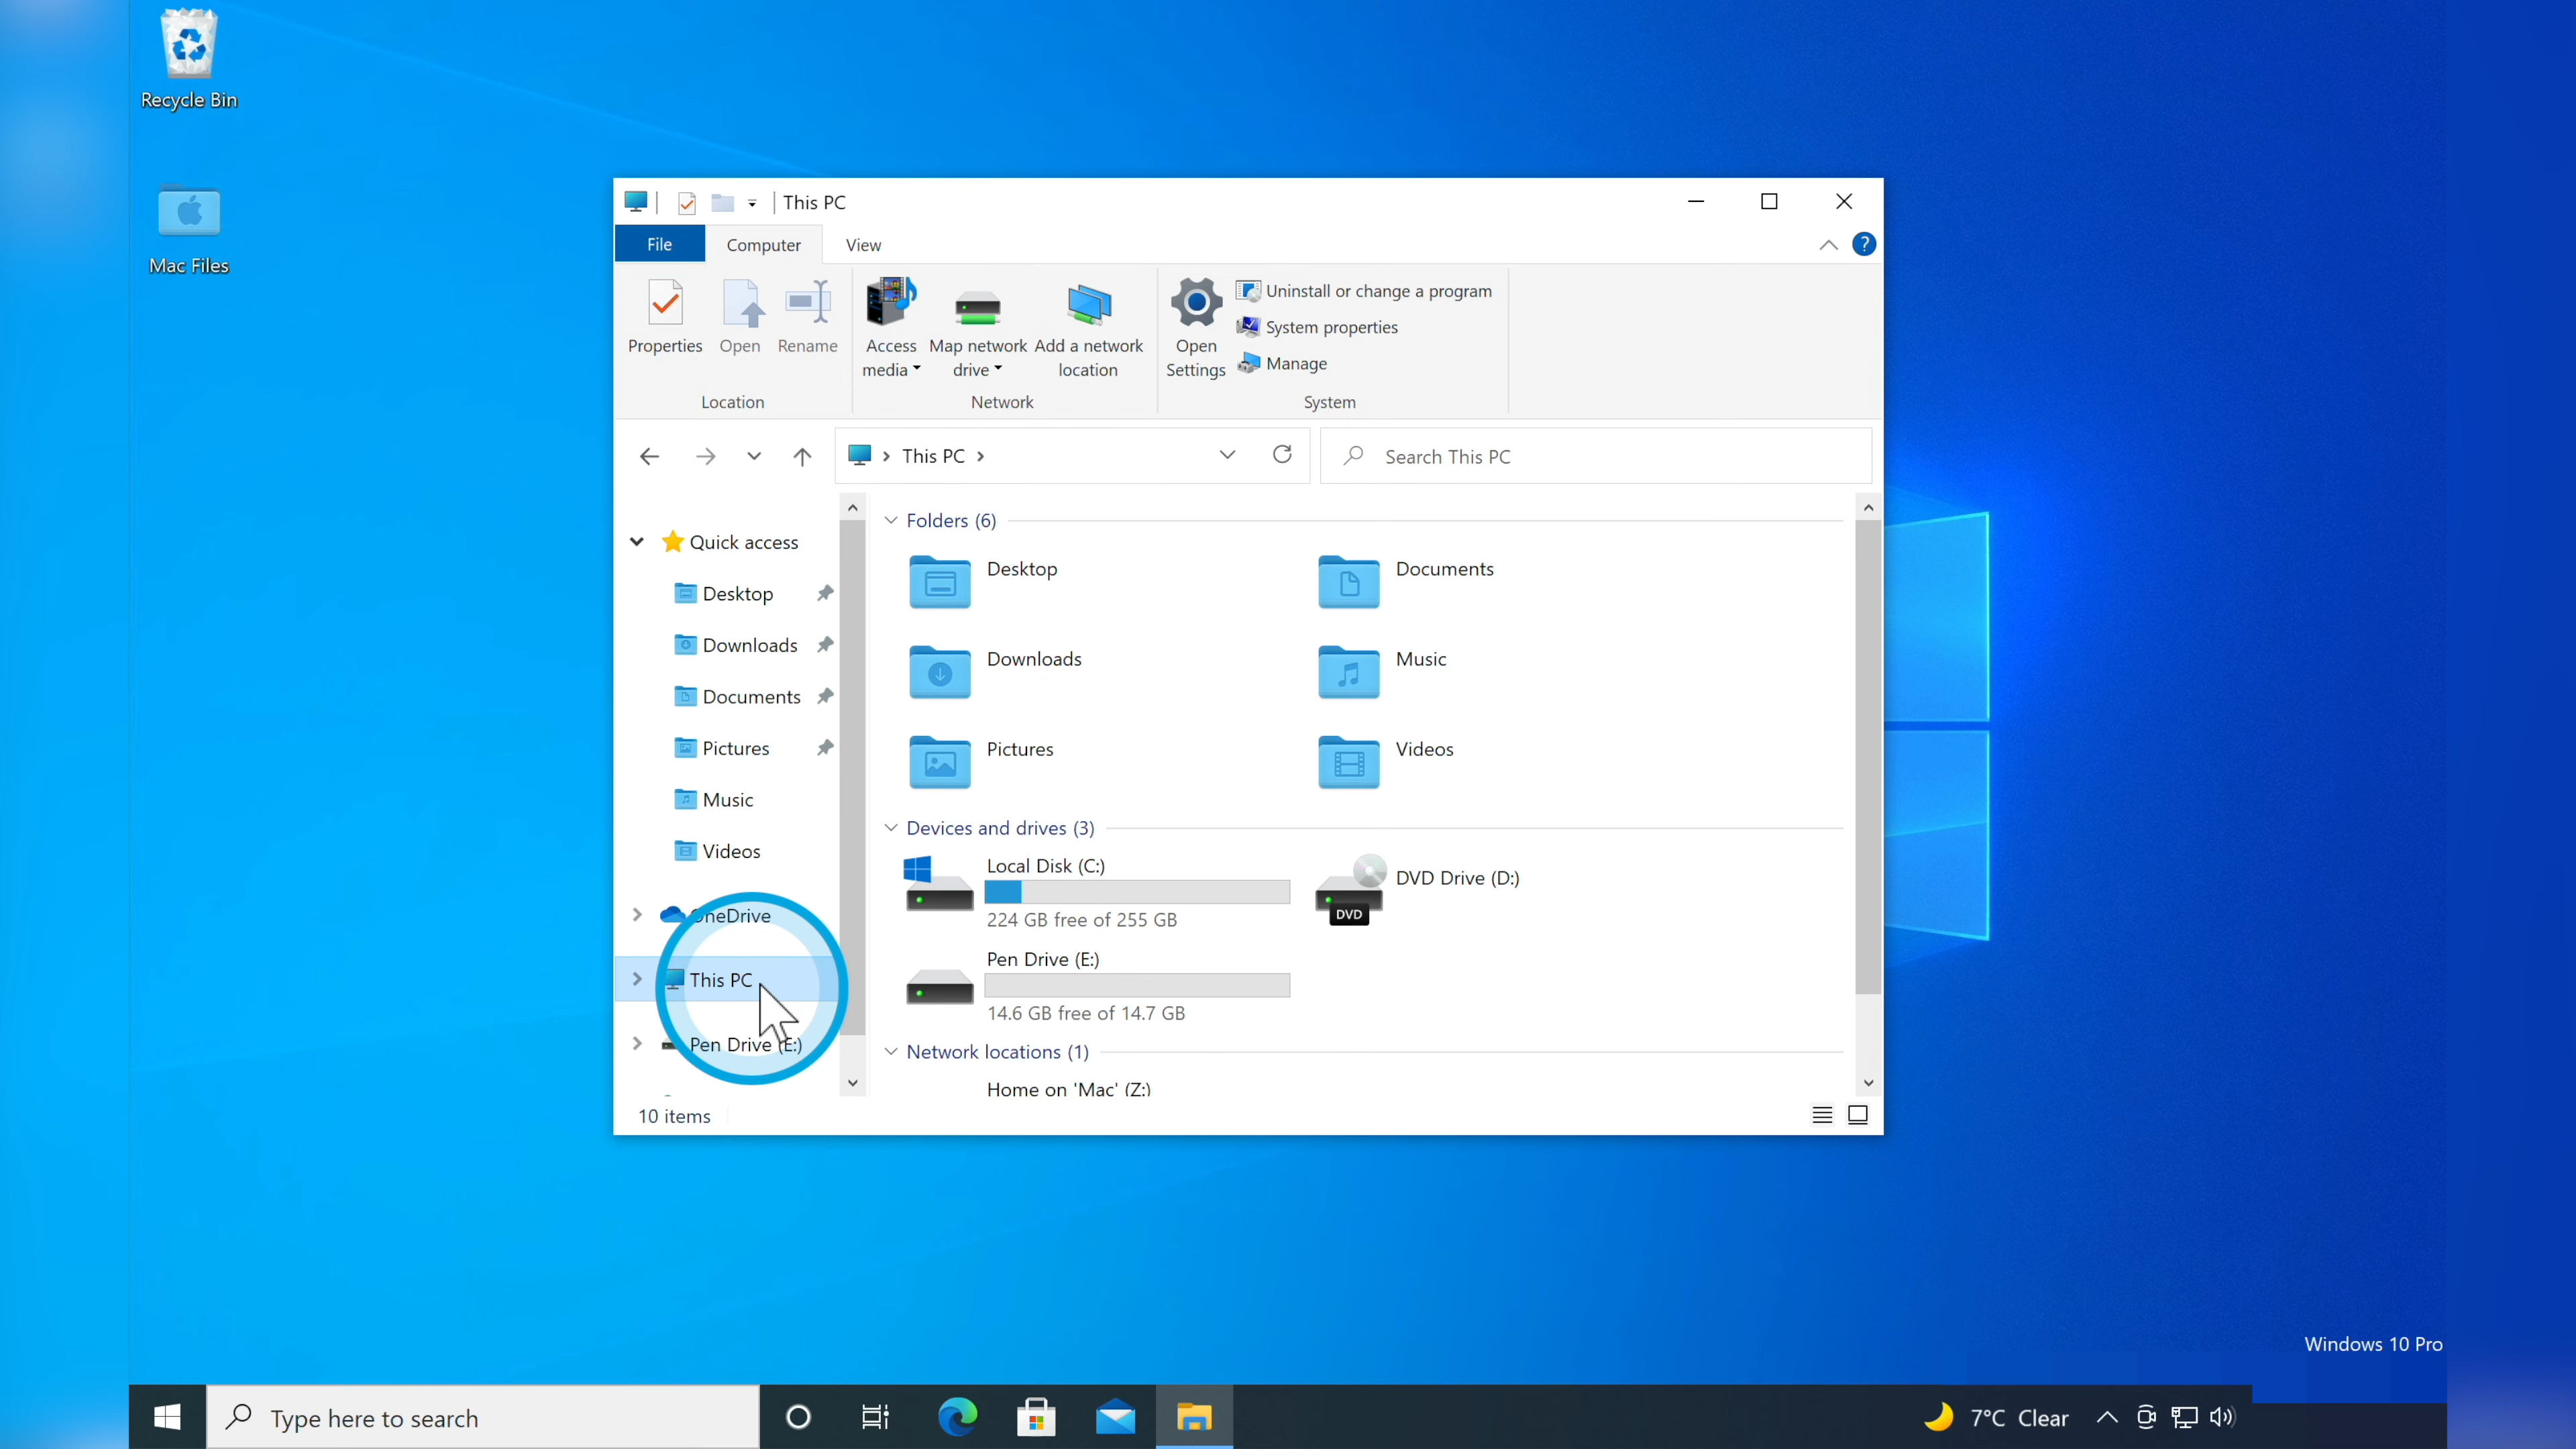 Recycle Bin
Mac Files
This PC
File
Computer
View
?
Properties
Open
Rename
Access media
Map network drive
Add a network location
Open Settings
Uninstall or change a program
System properties
Manage
Location
Network
System
This PC
Search This PC
Quick access
Desktop
Downloads
Documents
Pictures
Music
Videos
OneDrive
This PC
Pen Drive (E:)
Folders (6)
Desktop
Documents
Downloads
Music
Pictures
Videos
Devices and drives (3)
Local Disk (C:)
224 GB free of 255 GB
DVD Drive (D:)
DVD
Pen Drive (E:)
14.6 GB free of 14.7 GB
Network locations (1)
Home on 'Mac' (Z:)
10 items
Windows 10 Pro
Type here to search
7°C Clear